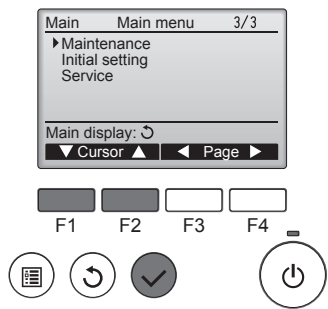 Main Main menu 3/3
Maintenance
Initial setting
Service
Main display:
Cursor Page
F1 F2 F3 F4